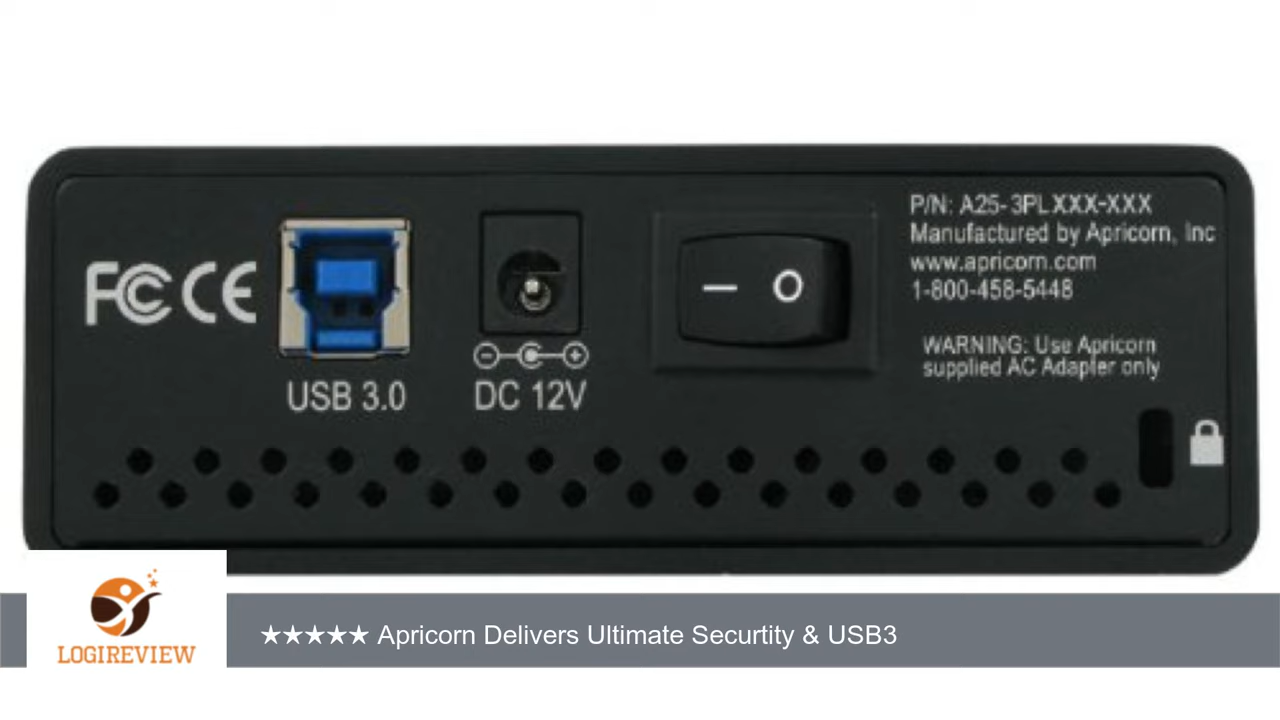 FC CE
USB 3.0
DC 12V
— O
P/N: A25-3PLXXX-XXX
Manufactured by Apricorn, Inc
www.apricorn.com
1-800-458-5448
WARNING: Use Apricorn
supplied AC Adapter only
LOGIREVIEW
★★★★★ Apricorn Delivers Ultimate Securtity & USB3